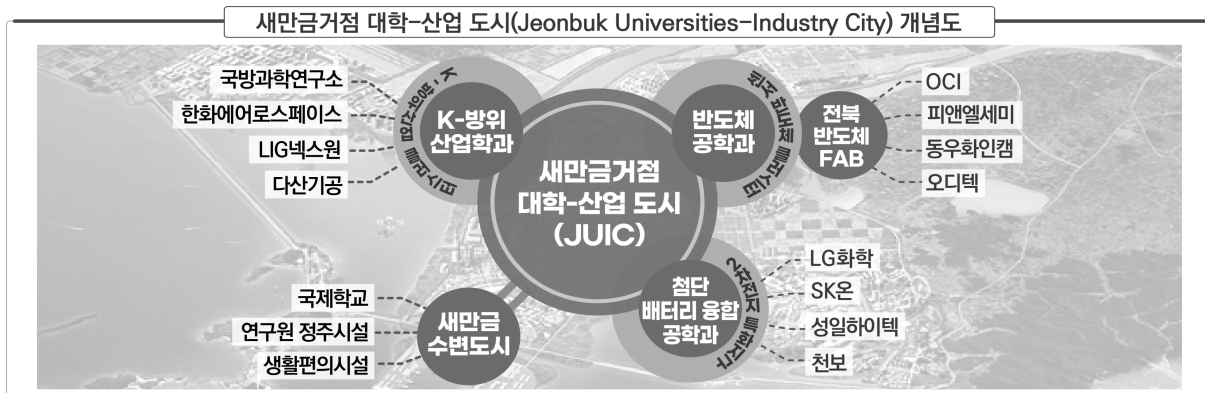 새만금거점 대학-산업 도시(Jeonbuk Universities-Industry City) 개념도
국방과학연구소
한화에어로스페이스
LIG넥스원
다산기공
K-방위
산업학과
새만금거점
대학-산업 도시
(JUIC)
반도체
공학과
전북
반도체
FAB
OCI
피앤엘세미
동우화인캠
오디텍
국제학교
연구원 정주시설
생활편의시설
새만금
수변도시
첨단
배터리 융합
공학과
2차전지 특화지구
LG화학
SK온
성일하이텍
천보